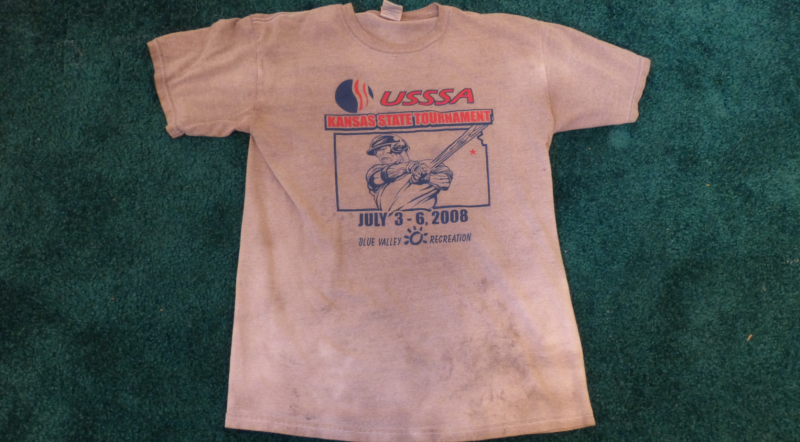 USSSA
KANSAS STATE TOURNAMENT
JULY 3 - 6, 2008
BLUE VALLEY RECREATION